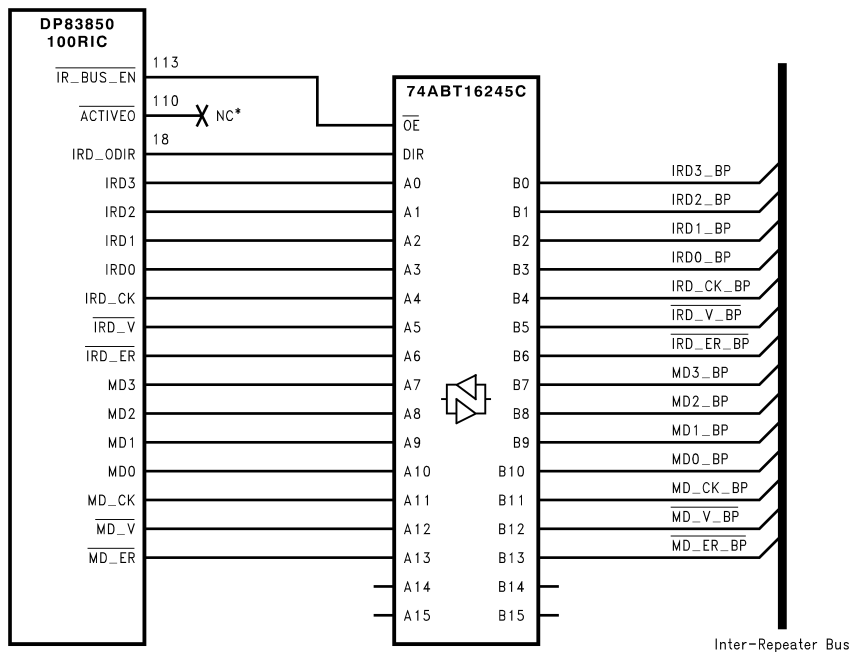 DP83850
100RIC
IR_BUS_EN
113
ACTIVEO
110
NC*
IRD_ODIR
18
IRD3
IRD2
IRD1
IRD0
IRD_CK
IRD_V
IRD_ER
MD3
MD2
MD1
MD0
MD_CK
MD_V
MD_ER
74ABT16245C
OE
DIR
A0 B0
A1 B1
A2 B2
A3 B3
A4 B4
A5 B5
A6 B6
A7 B7
A8 B8
A9 B9
A10 B10
A11 B11
A12 B12
A13 B13
A14 B14
A15 B15
IRD3_BP
IRD2_BP
IRD1_BP
IRD0_BP
IRD_CK_BP
IRD_V_BP
IRD_ER_BP
MD3_BP
MD2_BP
MD1_BP
MD0_BP
MD_CK_BP
MD_V_BP
MD_ER_BP
Inter-Repeater Bus